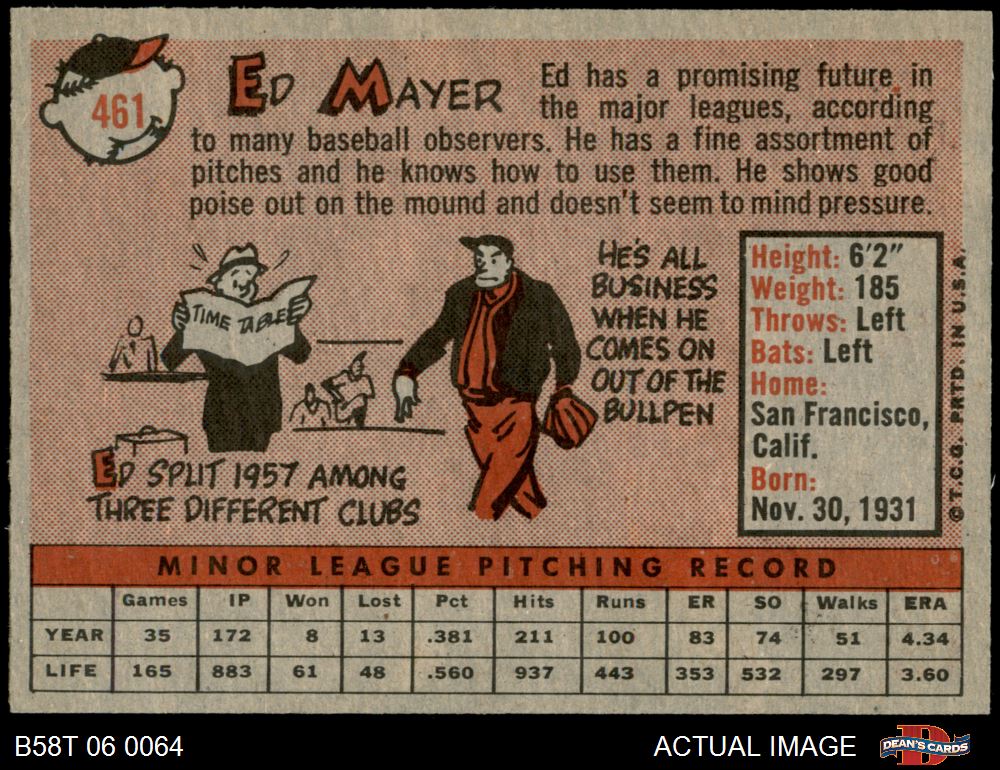 461
ED MAYER
Ed has a promising future in
the major leagues, according
to many baseball observers. He has a fine assortment of
pitches and he knows how to use them. He shows good
poise out on the mound and doesn't seem to mind pressure.
TIME TABLE
ED SPLIT 1957 AMONG
THREE DIFFERENT CLUBS
HE'S ALL
BUSINESS
WHEN HE
COMES ON
OUT OF THE
BULLPEN
Height: 6'2"
Weight: 185
Throws: Left
Bats: Left
Home:
San Francisco,
Calif.
Born:
Nov. 30, 1931
© T.C.G. PRTD. IN U.S.A.
MINOR LEAGUE PITCHING RECORD
Games IP Won Lost Pct Hits Runs ER SO Walks ERA
YEAR 35 172 8 13 .381 211 100 83 74 51 4.34
LIFE 165 883 61 48 .560 937 443 353 532 297 3.60
B58T 06 0064
ACTUAL IMAGE
DEAN'S CARDS